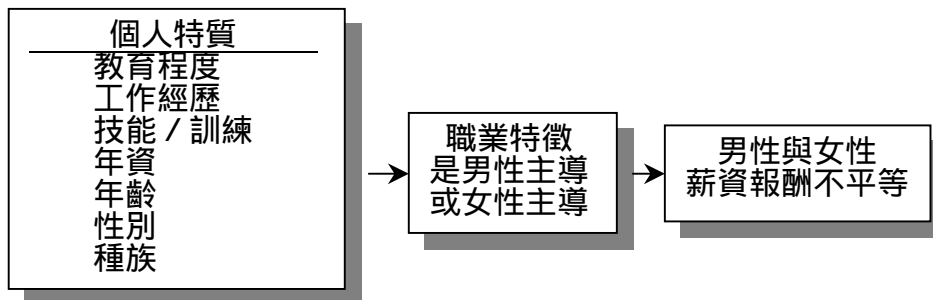 個人特質
教育程度
工作經歷
技能 / 訓練
年資
年齡
性別
種族
職業特徵
是男性主導
或女性主導
男性與女性
薪資報酬不平等